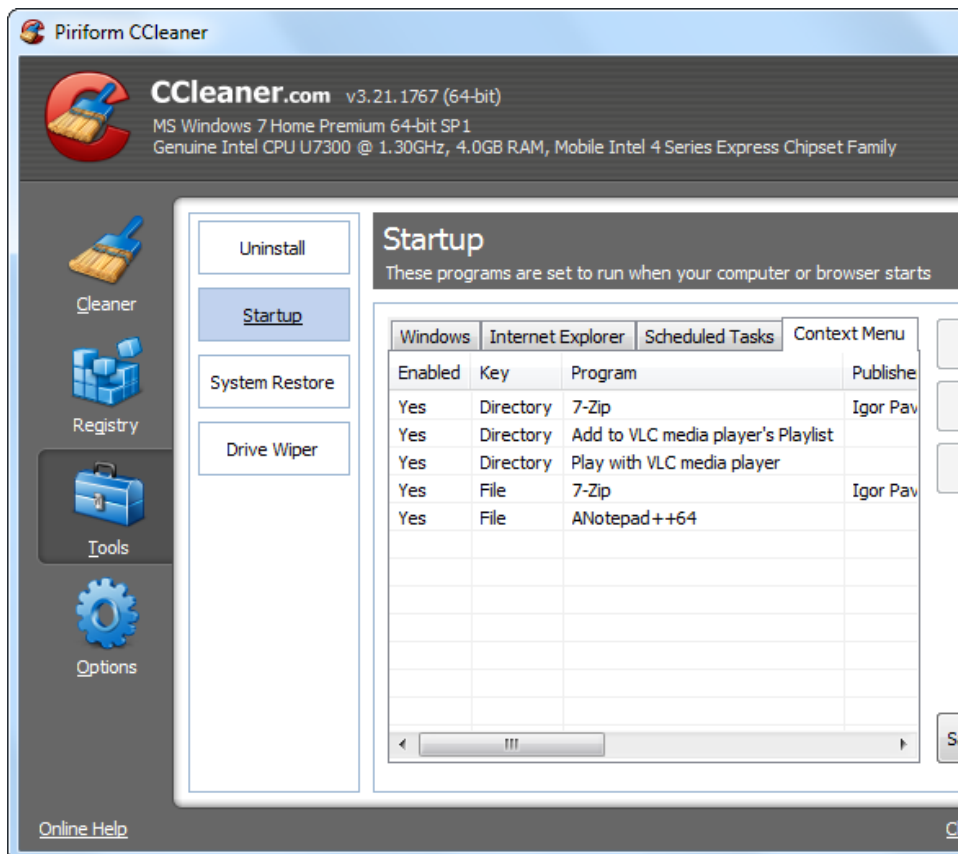 Piriform CCleaner
CCleaner.com v3.21.1767 (64-bit)
MS Windows 7 Home Premium 64-bit SP1
Genuine Intel CPU U7300 @ 1.30GHz, 4.0GB RAM, Mobile Intel 4 Series Express Chipset Family
Cleaner
Registry
Tools
Options
Uninstall
Startup
System Restore
Drive Wiper
Startup
These programs are set to run when your computer or browser starts
Windows Internet Explorer Scheduled Tasks Context Menu
Enabled Key Program Publishe
Yes Directory 7-Zip Igor Pav
Yes Directory Add to VLC media player's Playlist
Yes Directory Play with VLC media player
Yes File 7-Zip Igor Pav
Yes File ANotepad++64
Online Help